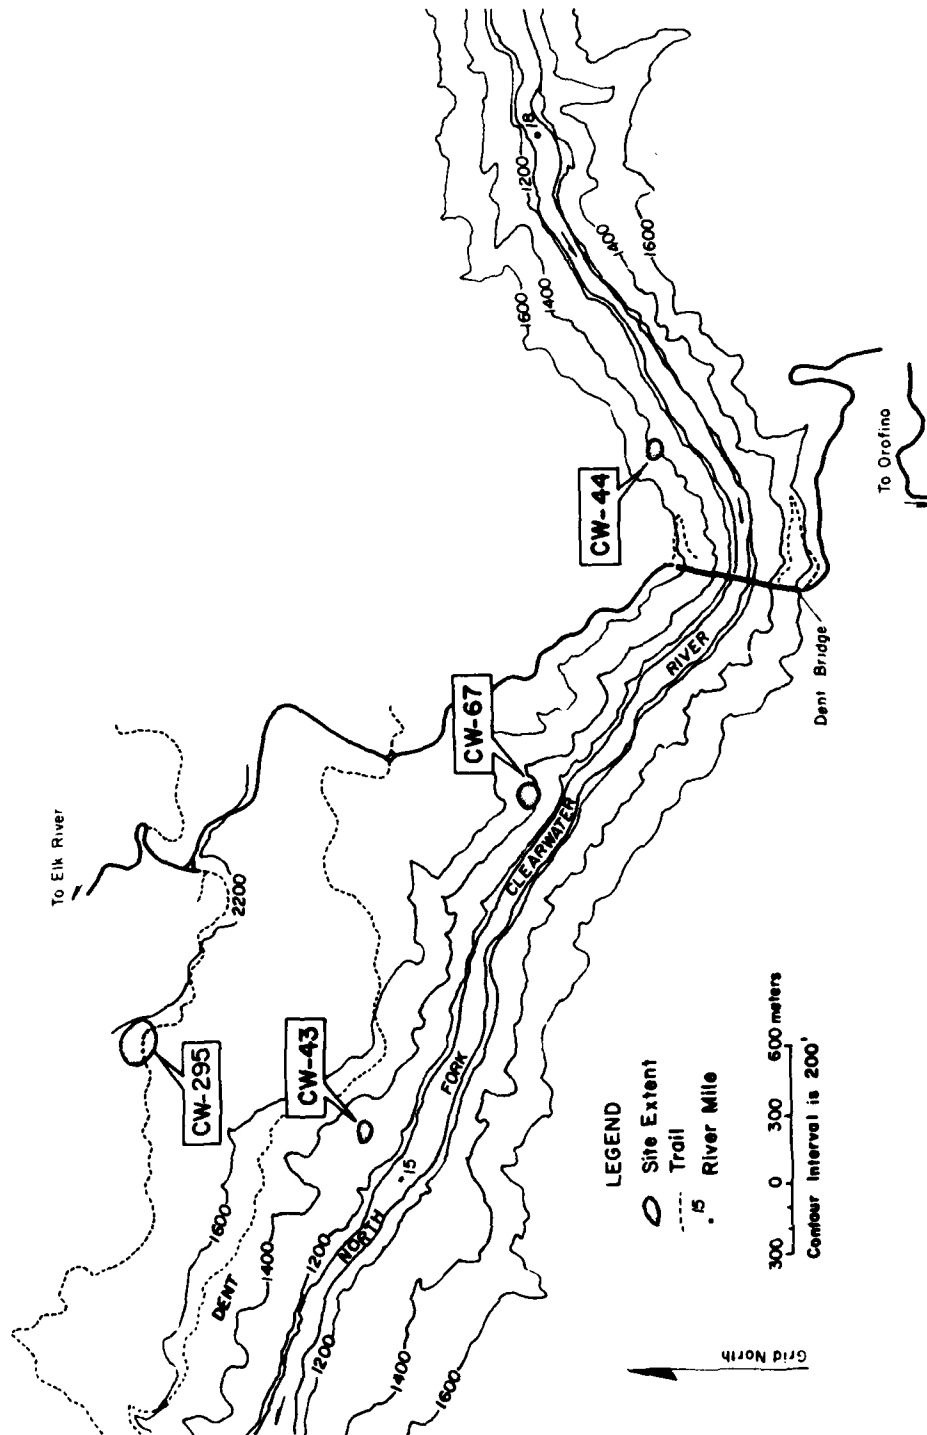 To Elk River
2200
CW-295
CW-43
CW-67
CW-44
1600
DENT
1400
1200
NORTH
FORK
CLEARWATER
RIVER
15
1200
1400
1600
1600
1400
1200
18
1400
1600
Dent Bridge
To Orofino
LEGEND
Site Extent
Trail
. 15 River Mile
300 0 300 600 meters
Contour Interval is 200'
Grid North